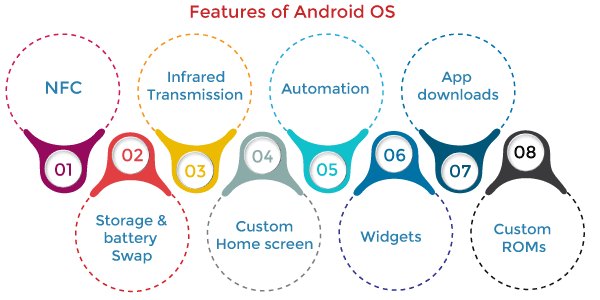 Features of Android OS
NFC
01
02
Storage &
battery
Swap
Infrared
Transmission
03
04
Custom
Home screen
Automation
05
06
Widgets
App
downloads
07
08
Custom
ROMs